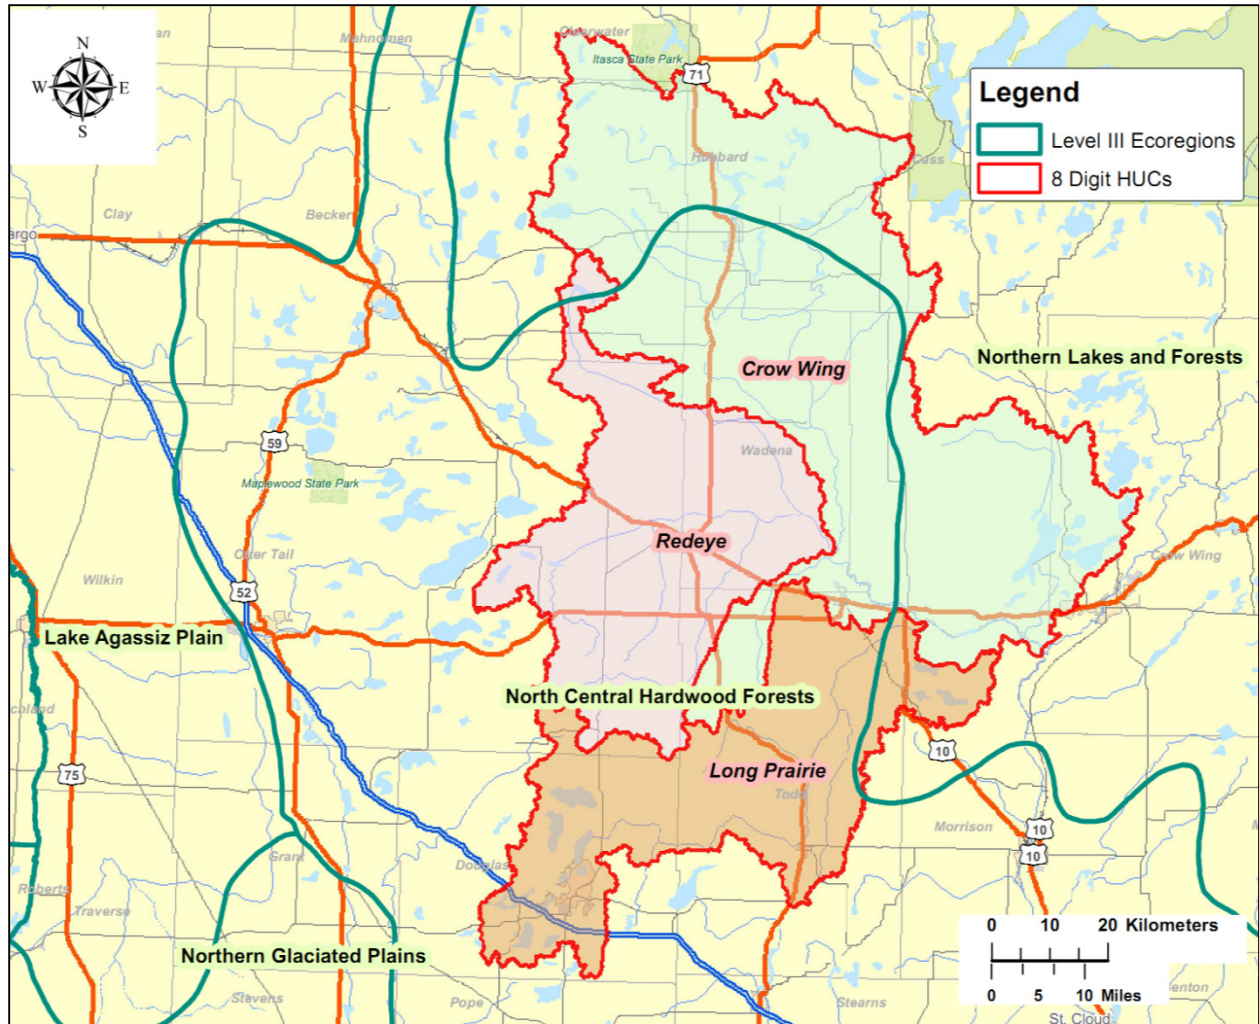 N
W E
S
Mahnomen
Clearwater
Itasca State Park
71
Legend
Level III Ecoregions
8 Digit HUCs
Hubbard
Cass
Clay
Becker
argo
Northern Lakes and Forests
Crow Wing
59
Wadena
Maplewood State Park
Redeye
Otter Tail
Crow Wing
Wilkin
52
Lake Agassiz Plain
North Central Hardwood Forests
chland
10
75
Long Prairie
Todd
Morrison
10
10
Grant
Douglas
Roberts
Traverse
0 10 20 Kilometers
Northern Glaciated Plains
0 5 10 Miles
Stevens
Pope
Stearns
enton
St. Cloud